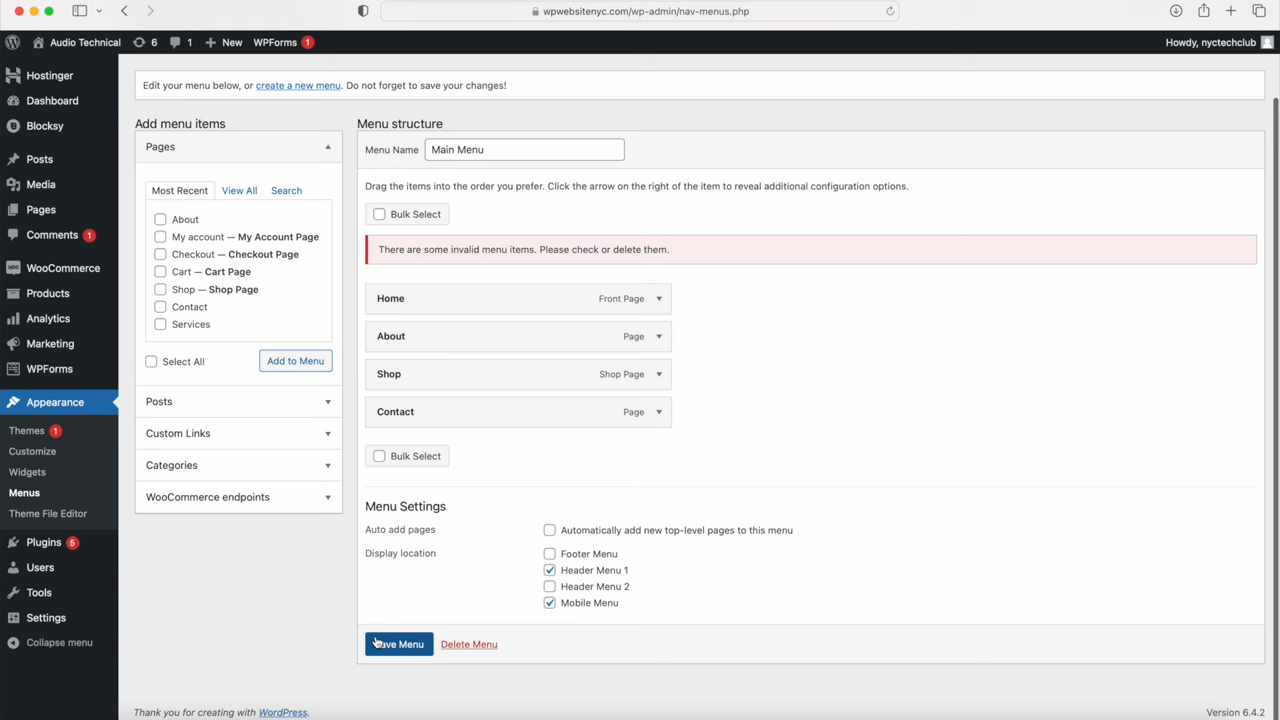 wpwebsitenyc.com/wp-admin/nav-menus.php
Audio Technical 6 1 New WPForms 1 Howdy, nyctechclub
Hostinger
Dashboard
Blocksy
Posts
Media
Pages
Comments 1
WooCommerce
Products
Analytics
Marketing
WPForms
Appearance
Themes 1
Customize
Widgets
Menus
Theme File Editor
Plugins 5
Users
Tools
Settings
Collapse menu
Edit your menu below, or create a new menu. Do not forget to save your changes!
Add menu items
Pages
Most Recent View All Search
About
My account — My Account Page
Checkout — Checkout Page
Cart — Cart Page
Shop — Shop Page
Contact
Services
Select All Add to Menu
Posts
Custom Links
Categories
WooCommerce endpoints
Menu structure
Menu Name Main Menu
Drag the items into the order you prefer. Click the arrow on the right of the item to reveal additional configuration options.
Bulk Select
There are some invalid menu items. Please check or delete them.
Home Front Page
About Page
Shop Shop Page
Contact Page
Bulk Select
Menu Settings
Auto add pages Automatically add new top-level pages to this menu
Display location Footer Menu
Header Menu 1
Header Menu 2
Mobile Menu
Save Menu Delete Menu
Thank you for creating with WordPress. Version 6.4.2